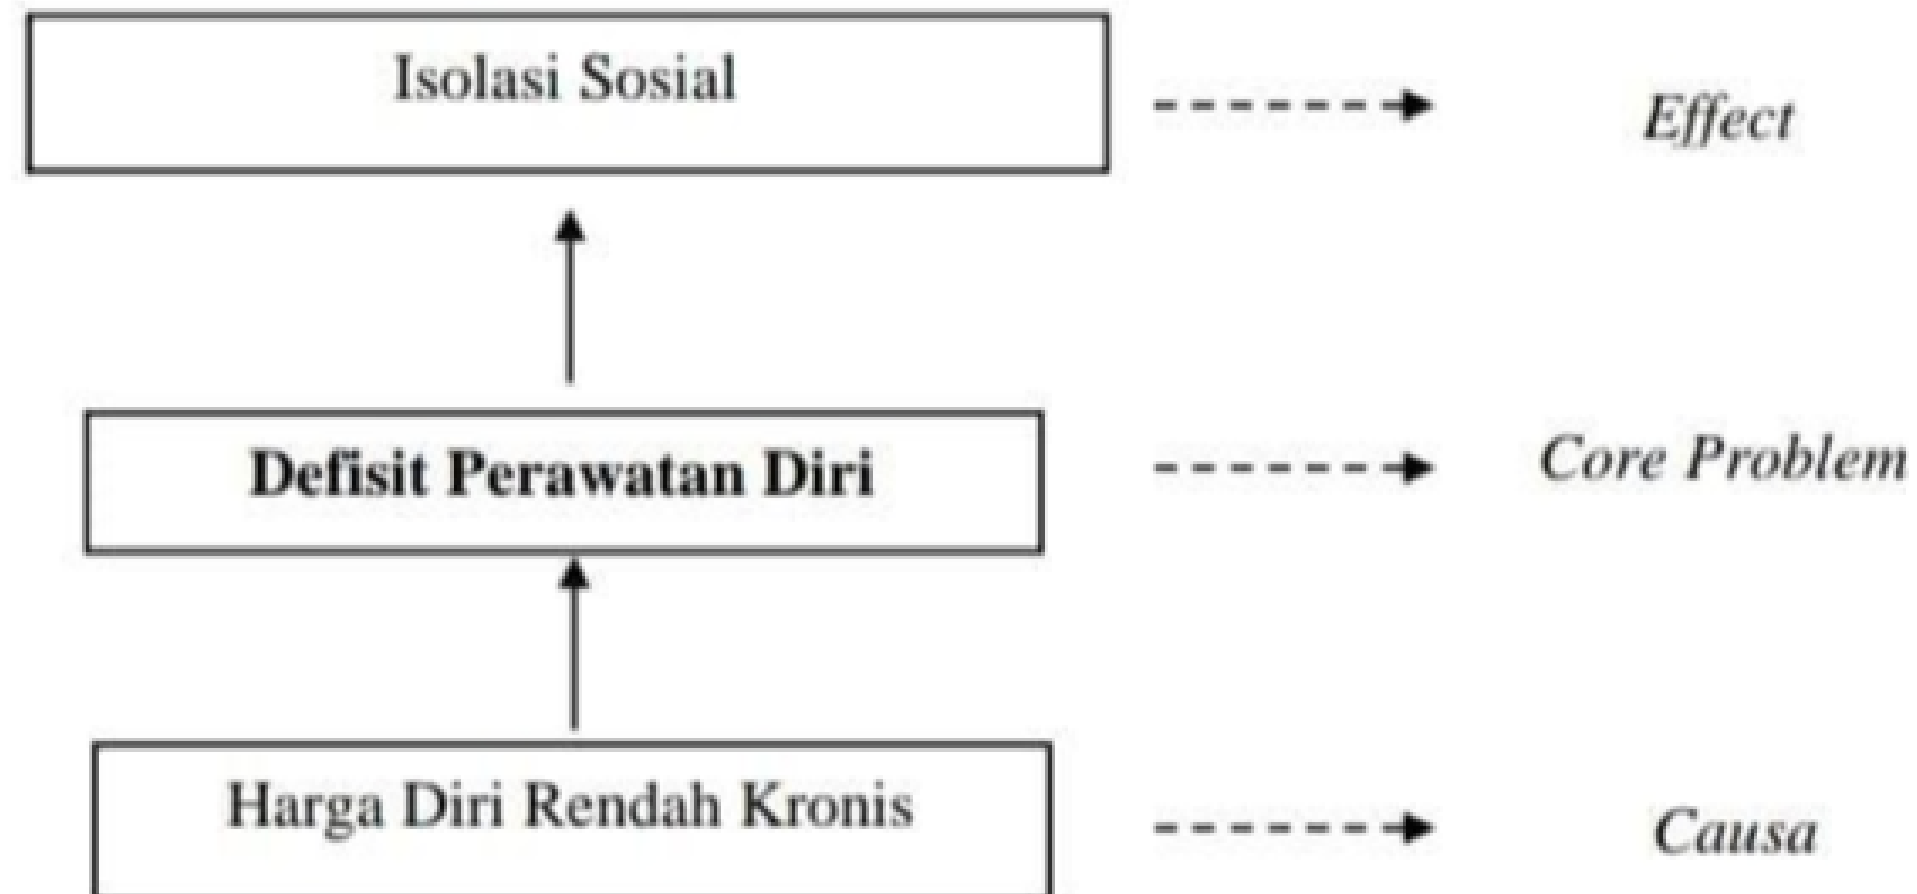 Isolasi Sosial
Effect
Defisit Perawatan Diri
Core Problem
Harga Diri Rendah Kronis
Causa